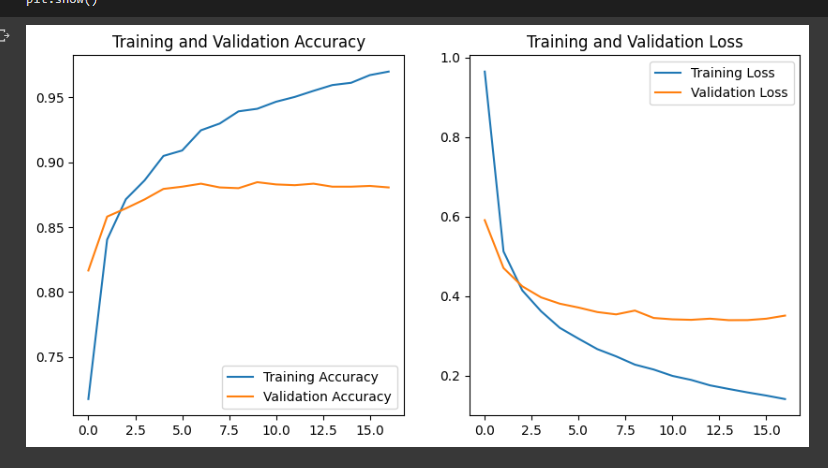 plt.show()
Training and Validation Accuracy
0.95
0.90
0.85
0.80
0.75
0.0 2.5 5.0 7.5 10.0 12.5 15.0
Training Accuracy
Validation Accuracy
Training and Validation Loss
1.0
0.8
0.6
0.4
0.2
0.0 2.5 5.0 7.5 10.0 12.5 15.0
Training Loss
Validation Loss